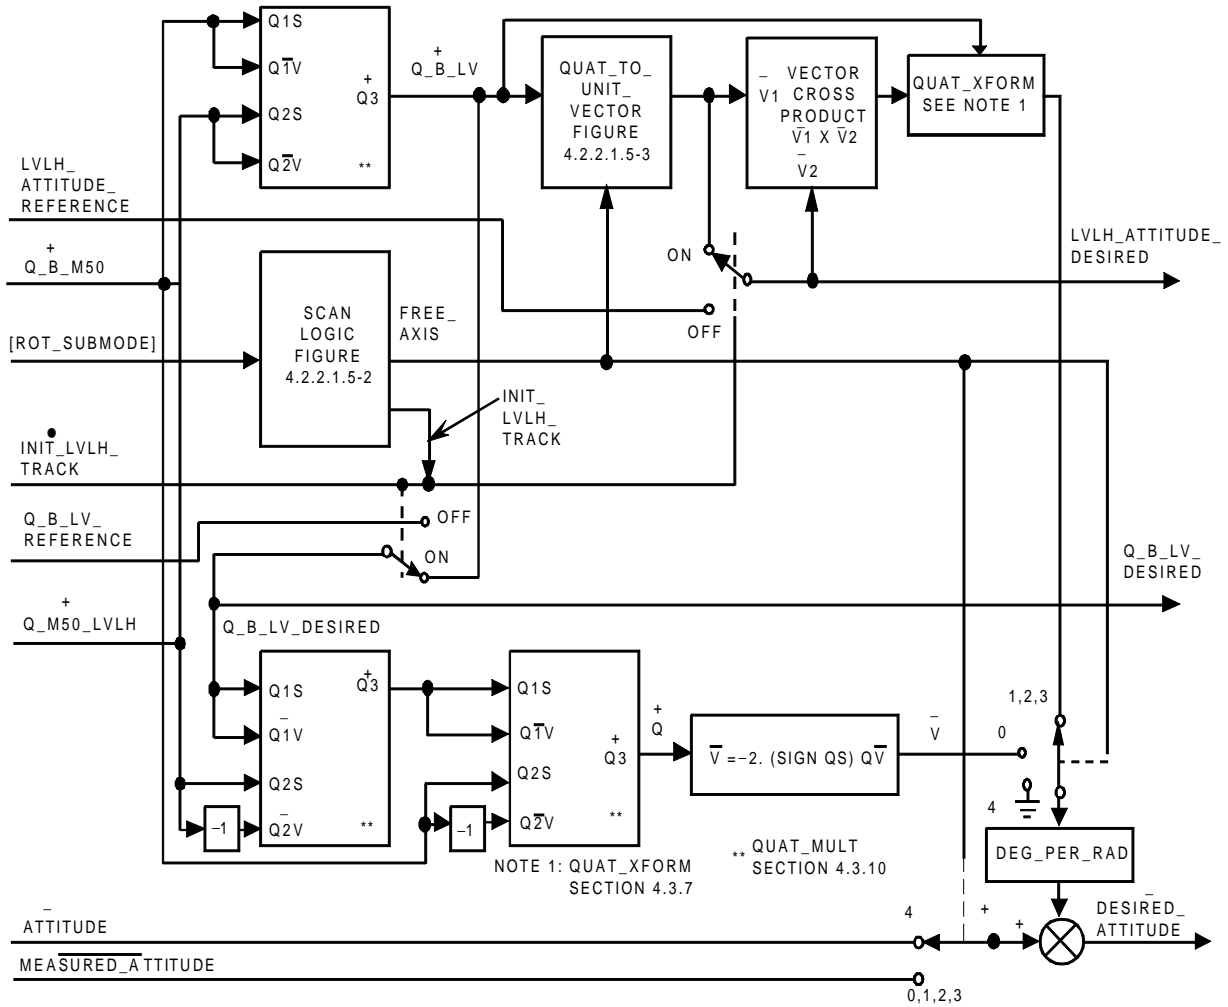 Q1S
Q1V
+
Q3
Q2S
Q2V
**
+
Q_B_LV
QUAT_TO_
UNIT_
VECTOR
FIGURE
4.2.2.1.5-3
V1
VECTOR
CROSS
PRODUCT
V1 X V2
V2
QUAT_XFORM
SEE NOTE 1
LVLH_
ATTITUDE_
REFERENCE
+
Q_B_M50
[ROT_SUBMODE]
SCAN
LOGIC
FIGURE
4.2.2.1.5-2
FREE_
AXIS
ON
OFF
LVLH_ATTITUDE_
DESIRED
INIT_
LVLH_
TRACK
INIT_LVLH_
TRACK
Q_B_LV_
REFERENCE
OFF
ON
Q_B_LV_
DESIRED
+
Q_M50_LVLH
Q_B_LV_DESIRED
Q1S
+
Q3
Q1V
Q2S
–1
Q2V
**
Q1S
Q1V
+
Q3
Q2S
–1
Q2V
**
+
Q
V =–2. (SIGN QS) QV
V
0
1,2,3
4
DEG_PER_RAD
NOTE 1: QUAT_XFORM
SECTION 4.3.7
** QUAT_MULT
SECTION 4.3.10
ATTITUDE
4
+
+
DESIRED_
ATTITUDE
MEASURED_A TTITUDE
0,1,2,3